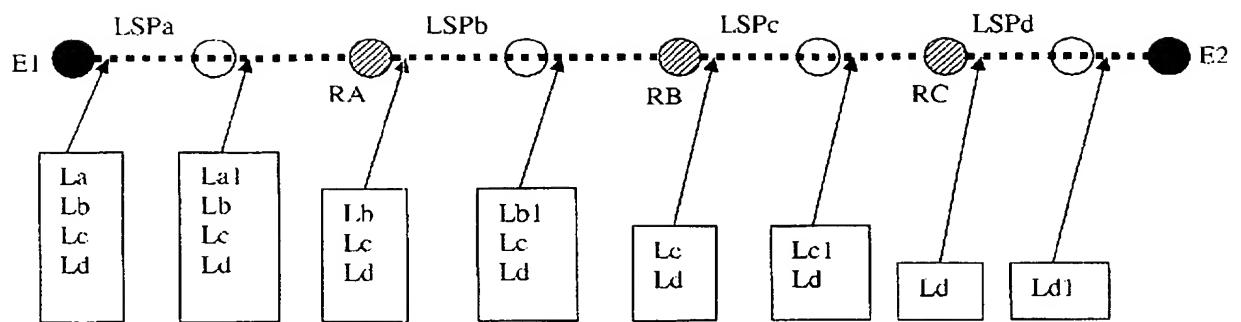 LSPa LSPb LSPc LSPd
E1 E2
RA RB RC
La
Lb
Lc
Ld
La1
Lb
Lc
Ld
Lb
Lc
Ld
Lb1
Lc
Ld
Lc
Ld
Lc1
Ld
Ld
Ld1